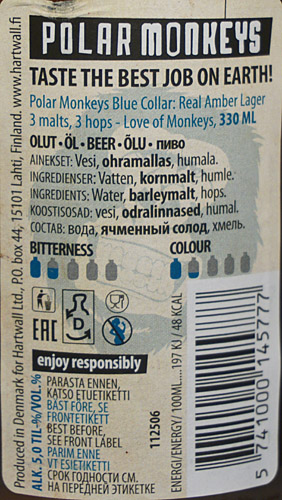 POLAR MONKEYS
TASTE THE BEST JOB ON EARTH!
Polar Monkeys Blue Collar: Real Amber Lager
3 malts, 3 hops - Love of Monkeys, 330 ML
OLUT • ÖL • BEER • ÕLU • ПИВО
AINEKSET: Vesi, ohramallas, humala.
INGREDIENSER: Vatten, kornmalt, humle.
INGREDIENTS: Water, barleymalt, hops.
KOOSTISOSAD: vesi, odralinnased, humal.
СОСТАВ: вода, ячменный солод, хмель.
BITTERNESS COLOUR
EAC
D
enjoy responsibly
PARASTA ENNEN,
KATSO ETUETIKETTI
BÄST FÖRE, SE
FRONTETIKETT
BEST BEFORE,
SEE FRONT LABEL
PARIM ENNE
VT ESIETIKETTI
СРОК ГОДНОСТИ СМ.
НА ПЕРЕДНЕЙ ЭТИКЕТКЕ
ALK. 5,0 TIL-%/VOL.%
Produced in Denmark for Hartwall Ltd., P.O. box 44, 15101 Lahti, Finland. www.hartwall.fi
112506
ENERGI/ENERGY/ 100ML....197 KJ / 48 KCAL
5 741000 145777